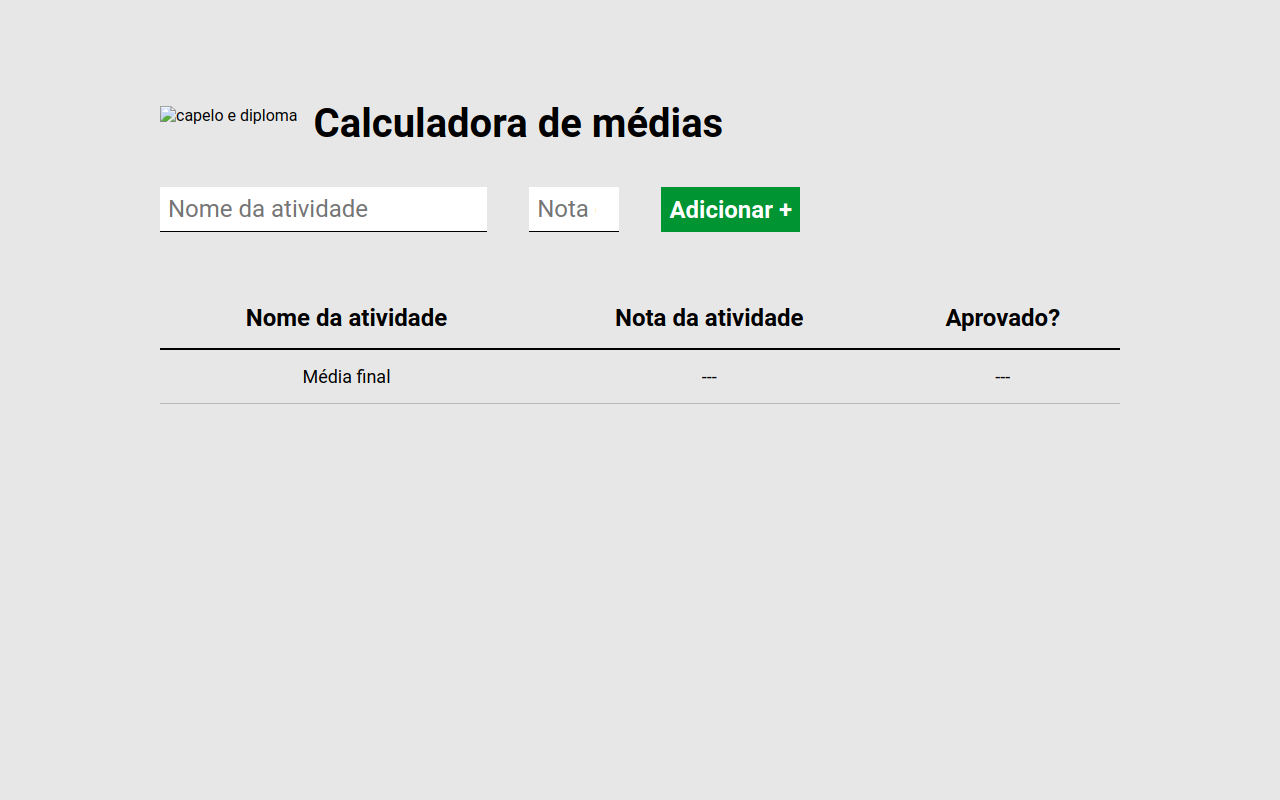 capelo e diploma Calculadora de médias
Nome da atividade Nota Adicionar +
Nome da atividade Nota da atividade Aprovado?
Média final --- ---